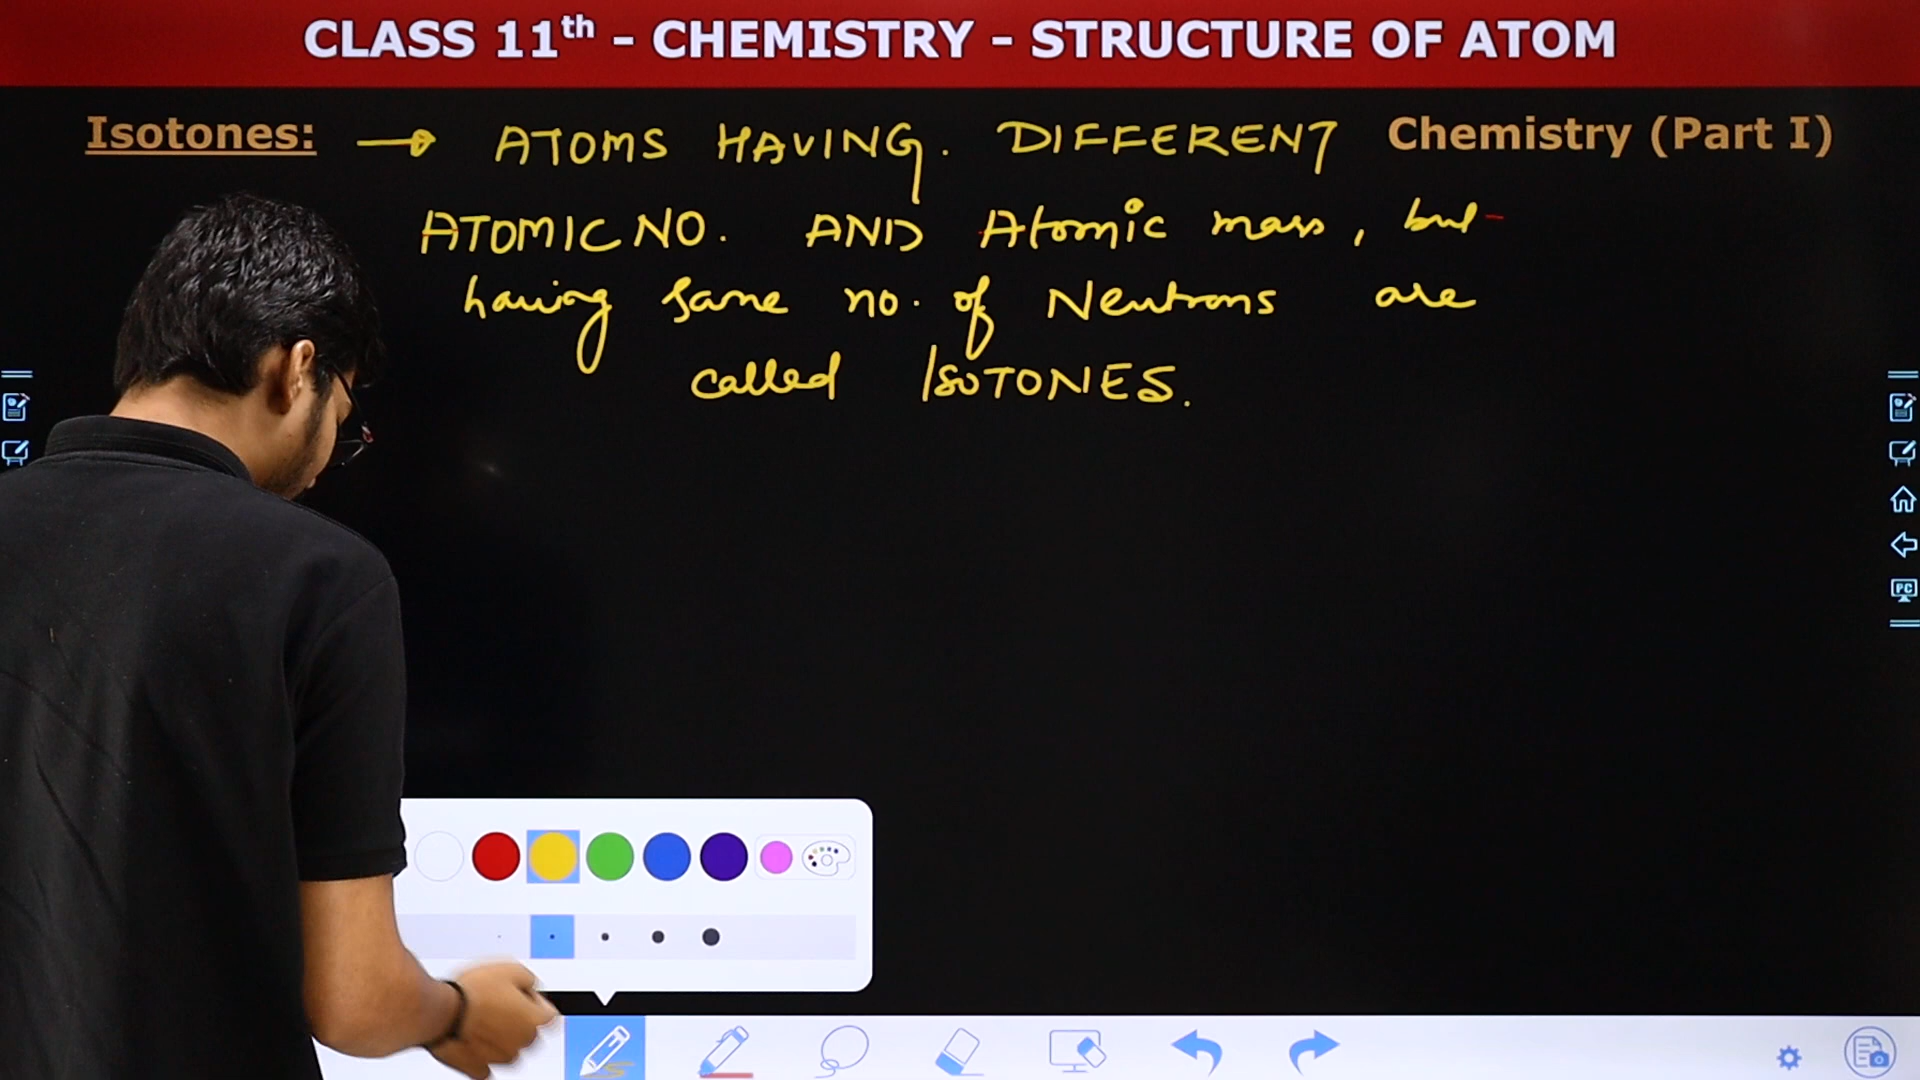 CLASS 11th - CHEMISTRY - STRUCTURE OF ATOM
Isotones: → ATOMS HAVING. DIFFERENT Chemistry (Part I)
ATOMIC NO. AND Atomic mass, but
having same no. of Neutrons are
called ISOTONES.
PC